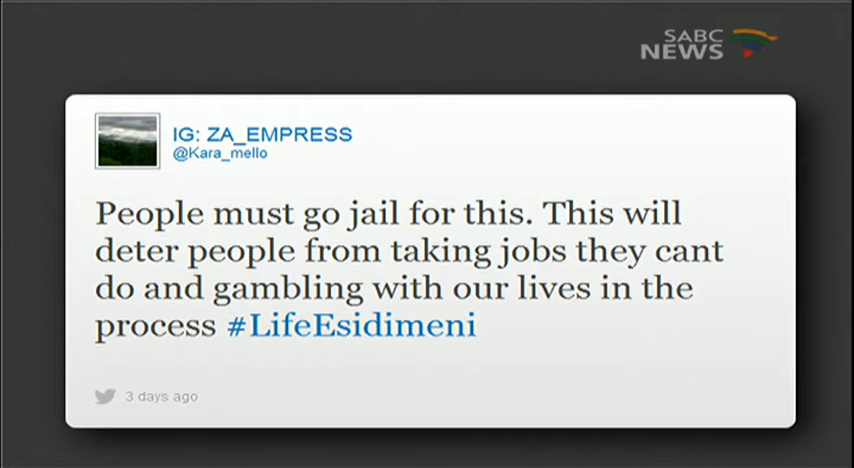 SABC
NEWS
IG: ZA_EMPRESS
@Kara_mello
People must go jail for this. This will
deter people from taking jobs they cant
do and gambling with our lives in the
process #LifeEsidimeni
3 days ago